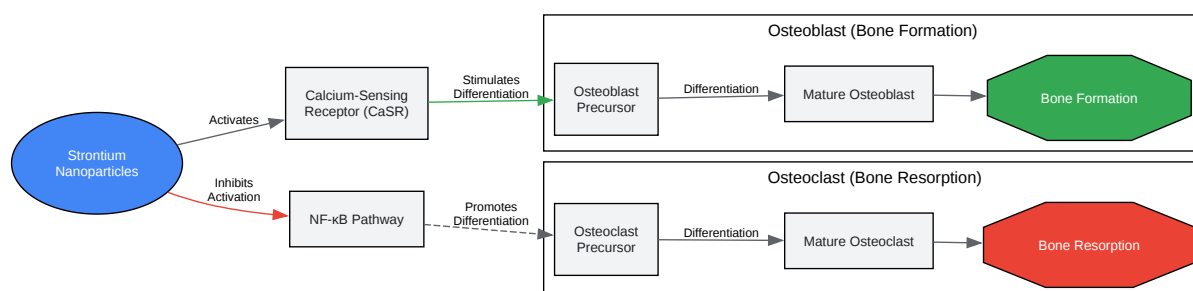 Osteoblast (Bone Formation)
Strontium
Nanoparticles
Activates
Inhibits
Activation
Calcium-Sensing
Receptor (CaSR)
NF-κB Pathway
Stimulates
Differentiation
Osteoblast
Precursor
Differentiation
Mature Osteoblast
Bone Formation
Osteoclast (Bone Resorption)
Promotes
Differentiation
Osteoclast
Precursor
Differentiation
Mature Osteoclast
Bone Resorption